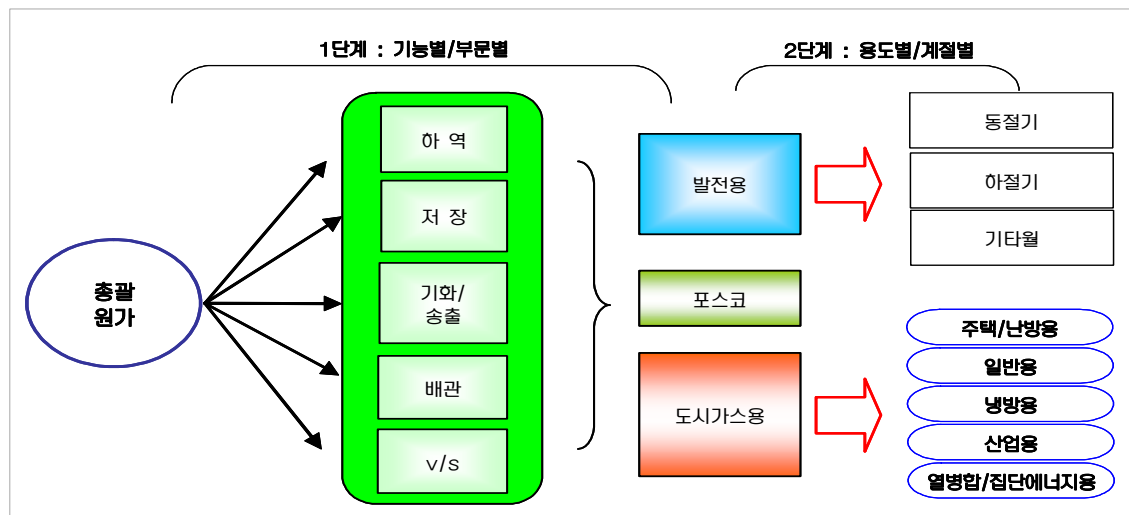 1단계 : 기능별/부문별
2단계 : 용도별/계절별
총괄
원가
하 역
저 장
기화/
송출
배관
v/s
발전용
포스코
도시가스용
동절기
하절기
기타월
주택/난방용
일반용
냉방용
산업용
열병합/집단에너지용